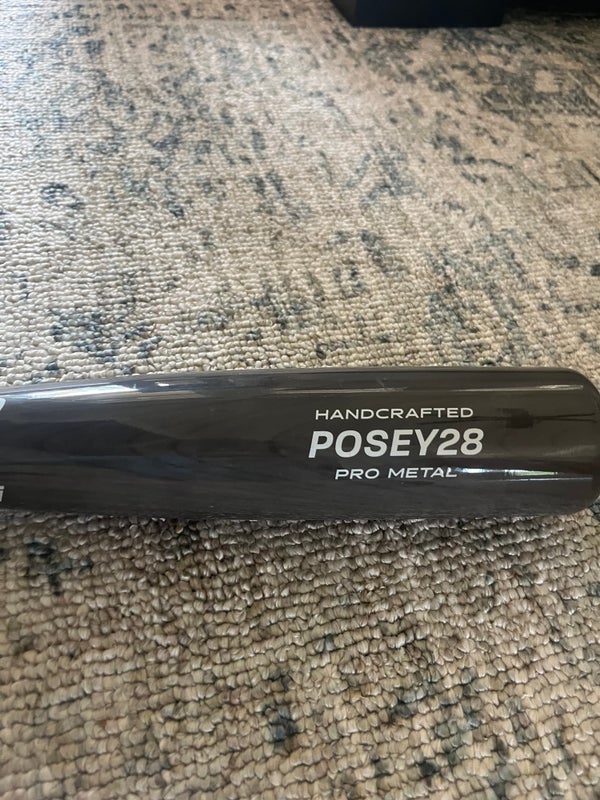 HANDCRAFTED
POSEY28
PRO METAL